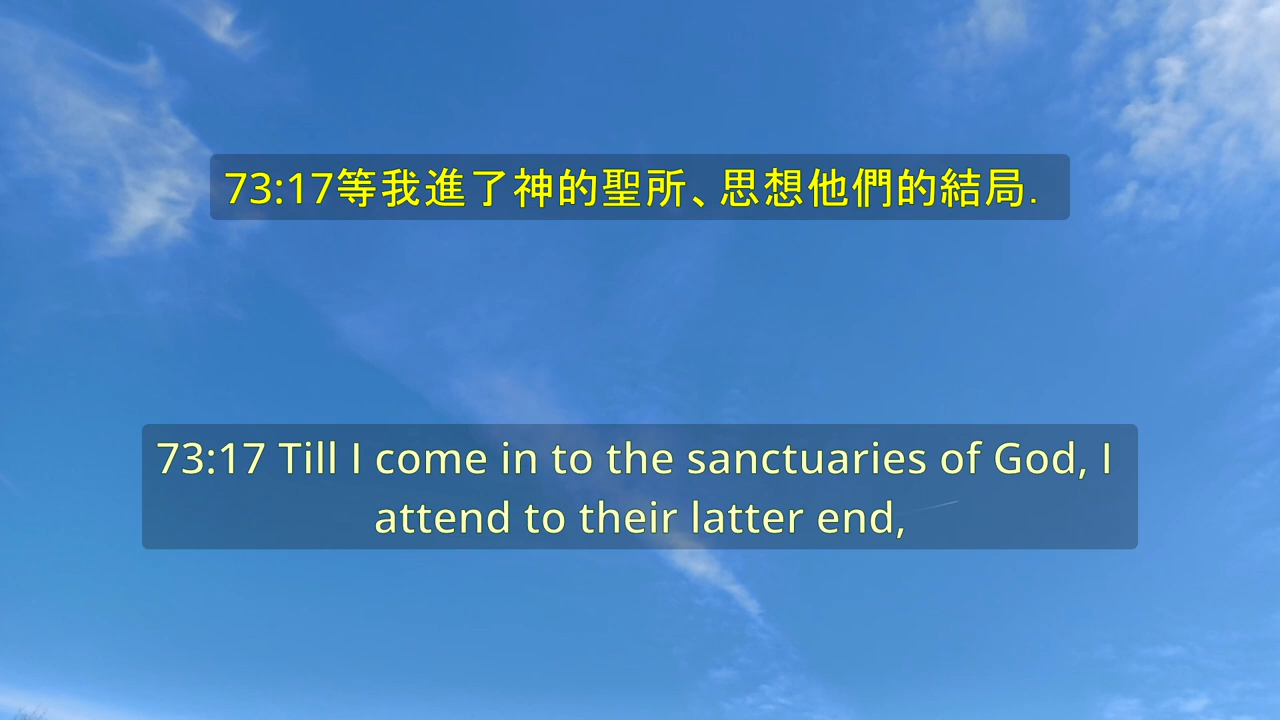 73:17等我進了神的聖所、思想他們的結局.
73:17 Till I come in to the sanctuaries of God, I
attend to their latter end,